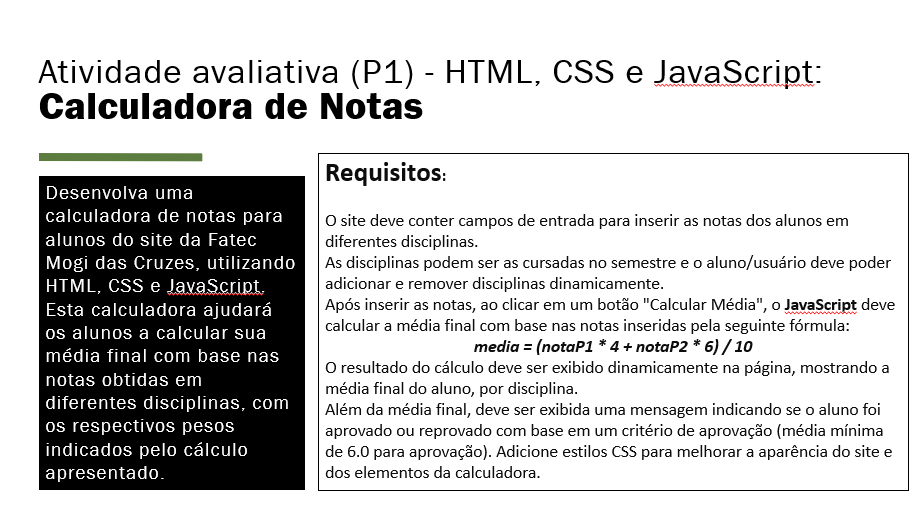 Atividade avaliativa (P1) - HTML, CSS e JavaScript:
Calculadora de Notas
Desenvolva uma
calculadora de notas para
alunos do site da Fatec
Mogi das Cruzes, utilizando
HTML, CSS e JavaScript.
Esta calculadora ajudará
os alunos a calcular sua
média final com base nas
notas obtidas em
diferentes disciplinas, com
os respectivos pesos
indicados pelo cálculo
apresentado.
Requisitos:
O site deve conter campos de entrada para inserir as notas dos alunos em
diferentes disciplinas.
As disciplinas podem ser as cursadas no semestre e o aluno/usuário deve poder
adicionar e remover disciplinas dinamicamente.
Após inserir as notas, ao clicar em um botão "Calcular Média", o JavaScript deve
calcular a média final com base nas notas inseridas pela seguinte fórmula:
media = (notaP1 * 4 + notaP2 * 6) / 10
O resultado do cálculo deve ser exibido dinamicamente na página, mostrando a
média final do aluno, por disciplina.
Além da média final, deve ser exibida uma mensagem indicando se o aluno foi
aprovado ou reprovado com base em um critério de aprovação (média mínima
de 6.0 para aprovação). Adicione estilos CSS para melhorar a aparência do site e
dos elementos da calculadora.